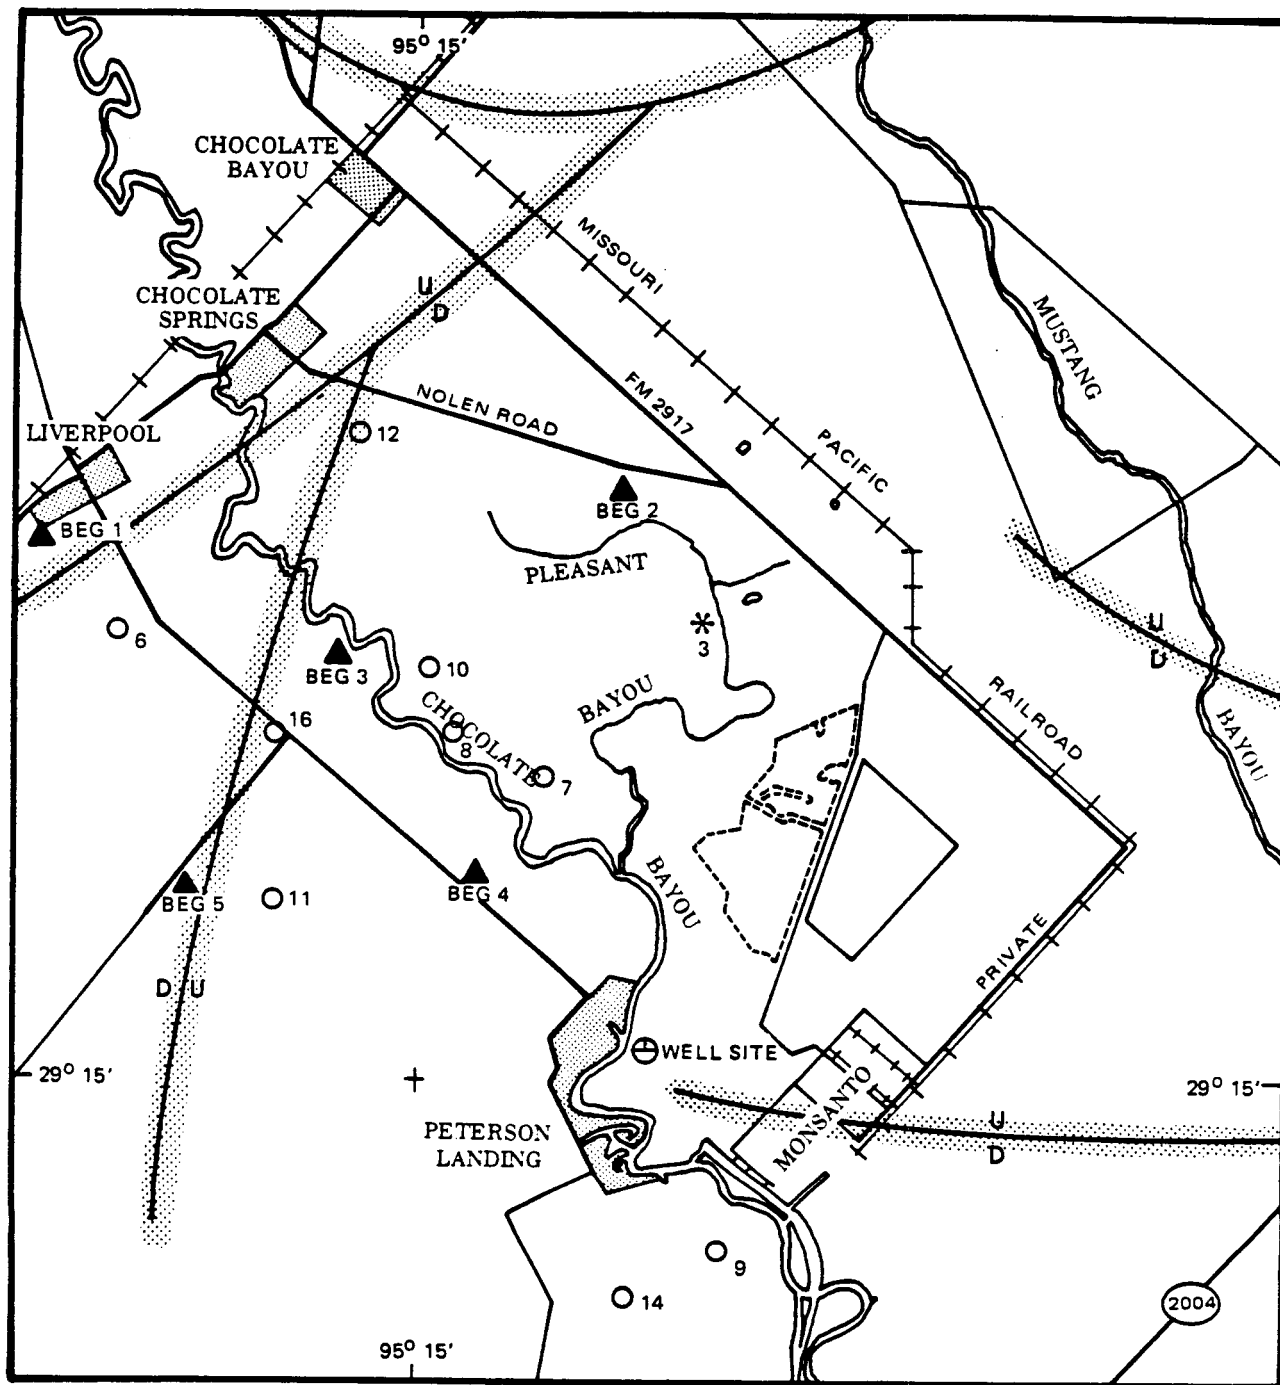 95° 15'
CHOCOLATE
BAYOU
MISSOURI
CHOCOLATE
SPRINGS
U
D
MUSTANG
FM 2917
NOLEN ROAD
LIVERPOOL
12
PACIFIC
BEG 2
BEG 1
PLEASANT
U
D
6
3
BEG 3
10
BAYOU
RAILROAD
CHOCOLATE
16
8
7
BAYOU
BEG 4
BEG 5
11
BAYOU
PRIVATE
D U
WELL SITE
29° 15'
29° 15'
MONSANTO
U
D
PETERSON
LANDING
9
14
2004
95° 15'